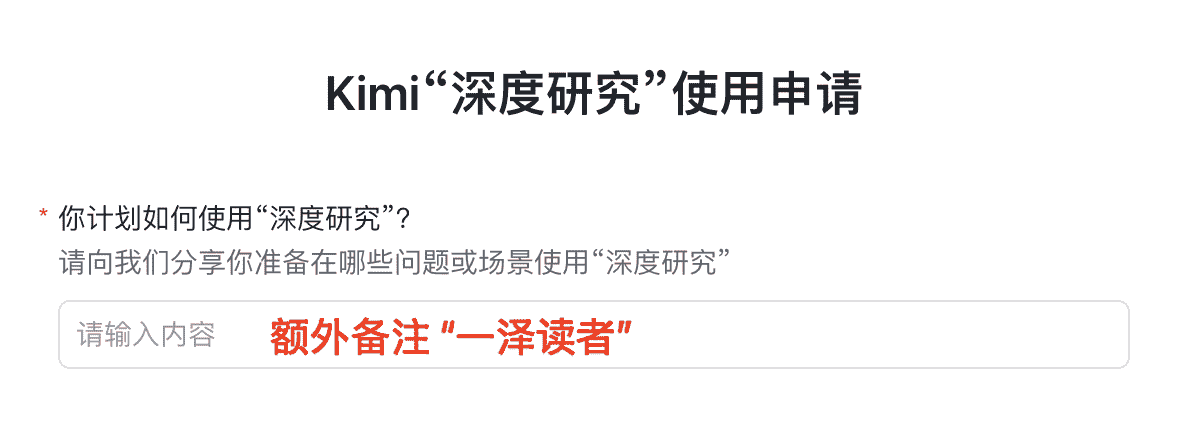 Kimi“深度研究”使用申请
* 你计划如何使用“深度研究”?
请向我们分享你准备在哪些问题或场景使用“深度研究”
请输入内容 额外备注 "一泽读者"